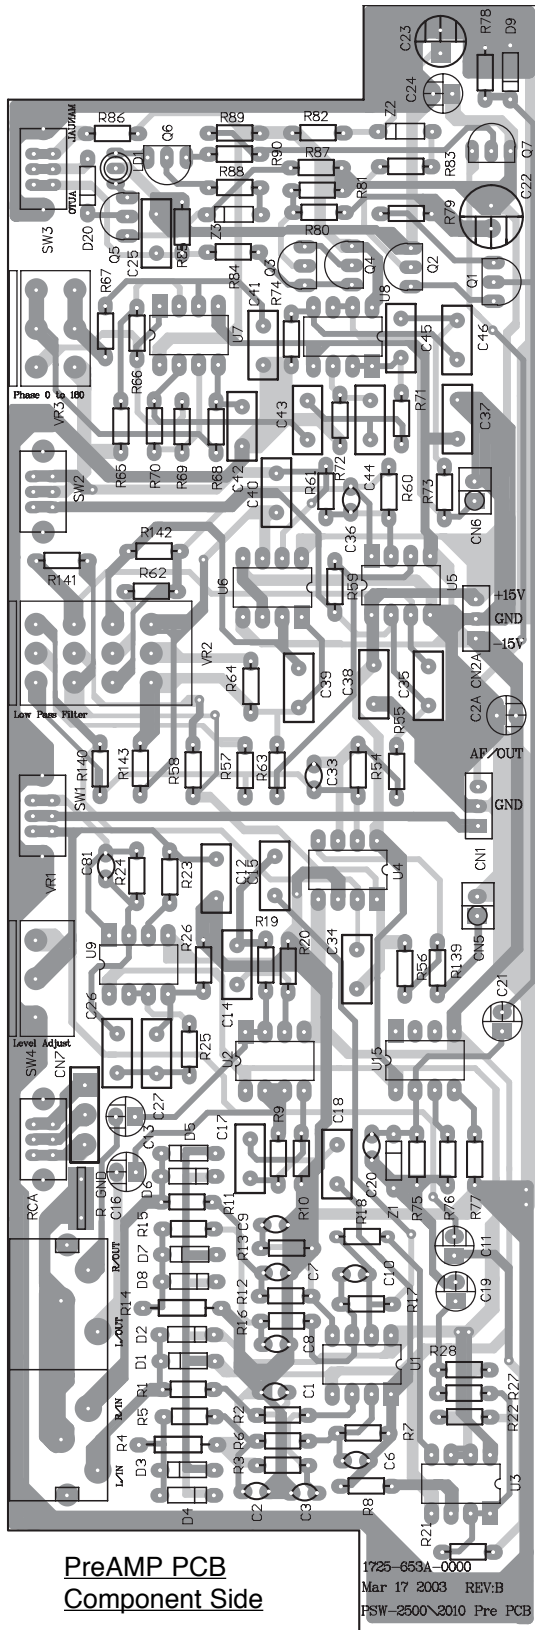 C23
R78
D9
C24
MANUAL
R86
Q6
R89
R82
Z2
R90
LD1
R87
R83
Q7
AUTO
R88
R81
C22
SW3
D20
Q5
C25
Z3
R80
R79
R84
Q3
Q4
Q2
Q1
R67
C41
R74
U8
U7
C45
C46
R66
Phase 0 to 180
VR3
C43
R71
C37
R65
R70
R69
R68
C42
R72
SW2
C40
R61
C44
R60
R73
C36
CN6
R142
R141
R62
U6
R59
U5
+15V
GND
-15V
VR2
CN2A
R64
C39
C38
C35
C2A
Low Pass Filter
R55
AF/OUT
R140
R143
R58
R57
R63
C33
R54
SW1
GND
CN1
C81
R24
R23
C12
C15
U4
VR1
CN5
R26
R19
R20
C34
R56
R139
U9
C14
C21
C26
R25
U2
U15
Level Adjust
SW4
CN7
C27
C13
R9
C18
D5
C17
C20
Z1
R75
R76
R77
RCA
R GND
C16
D6
R11
R10
R18
R15
C9
C11
R/OUT
D7
R13
C7
C10
D8
R12
R17
C19
R14
R16
L/OUT
D2
C8
R28
D1
U1
R/IN
R1
C1
R27
R5
R2
R7
R22
R4
R6
C6
L/IN
D3
R3
R8
U3
D4
C2
C3
R21
1725-653A-0000
Mar 17 2003 REV:B
PSW-2500\2010 Pre PCB
PreAMP PCB
Component Side